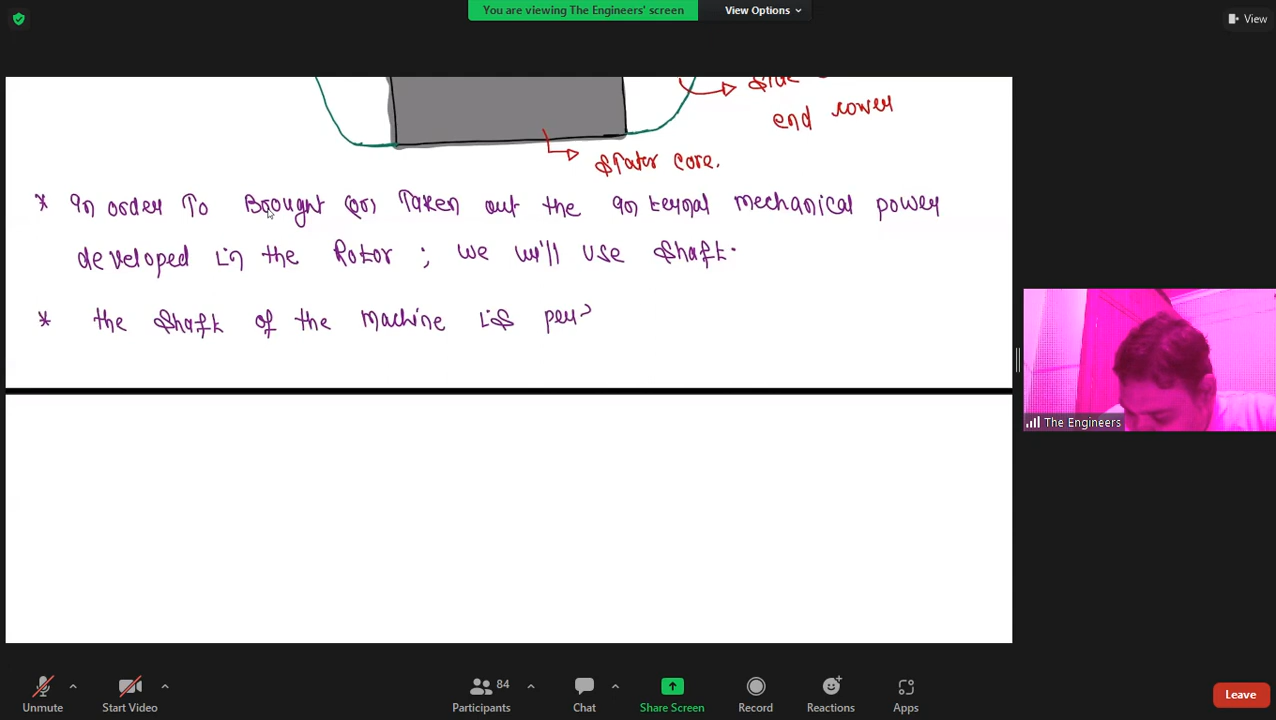 You are viewing The Engineers' screen
View Options
View
end cover
Stator core.
* In order To Brought (or) Taken out the Internal mechanical power
developed in the Rotor ; we will use shaft.
* the shaft of the Machine is
The Engineers
Unmute
Start Video
84
Participants
Chat
Share Screen
Record
Reactions
Apps
Leave